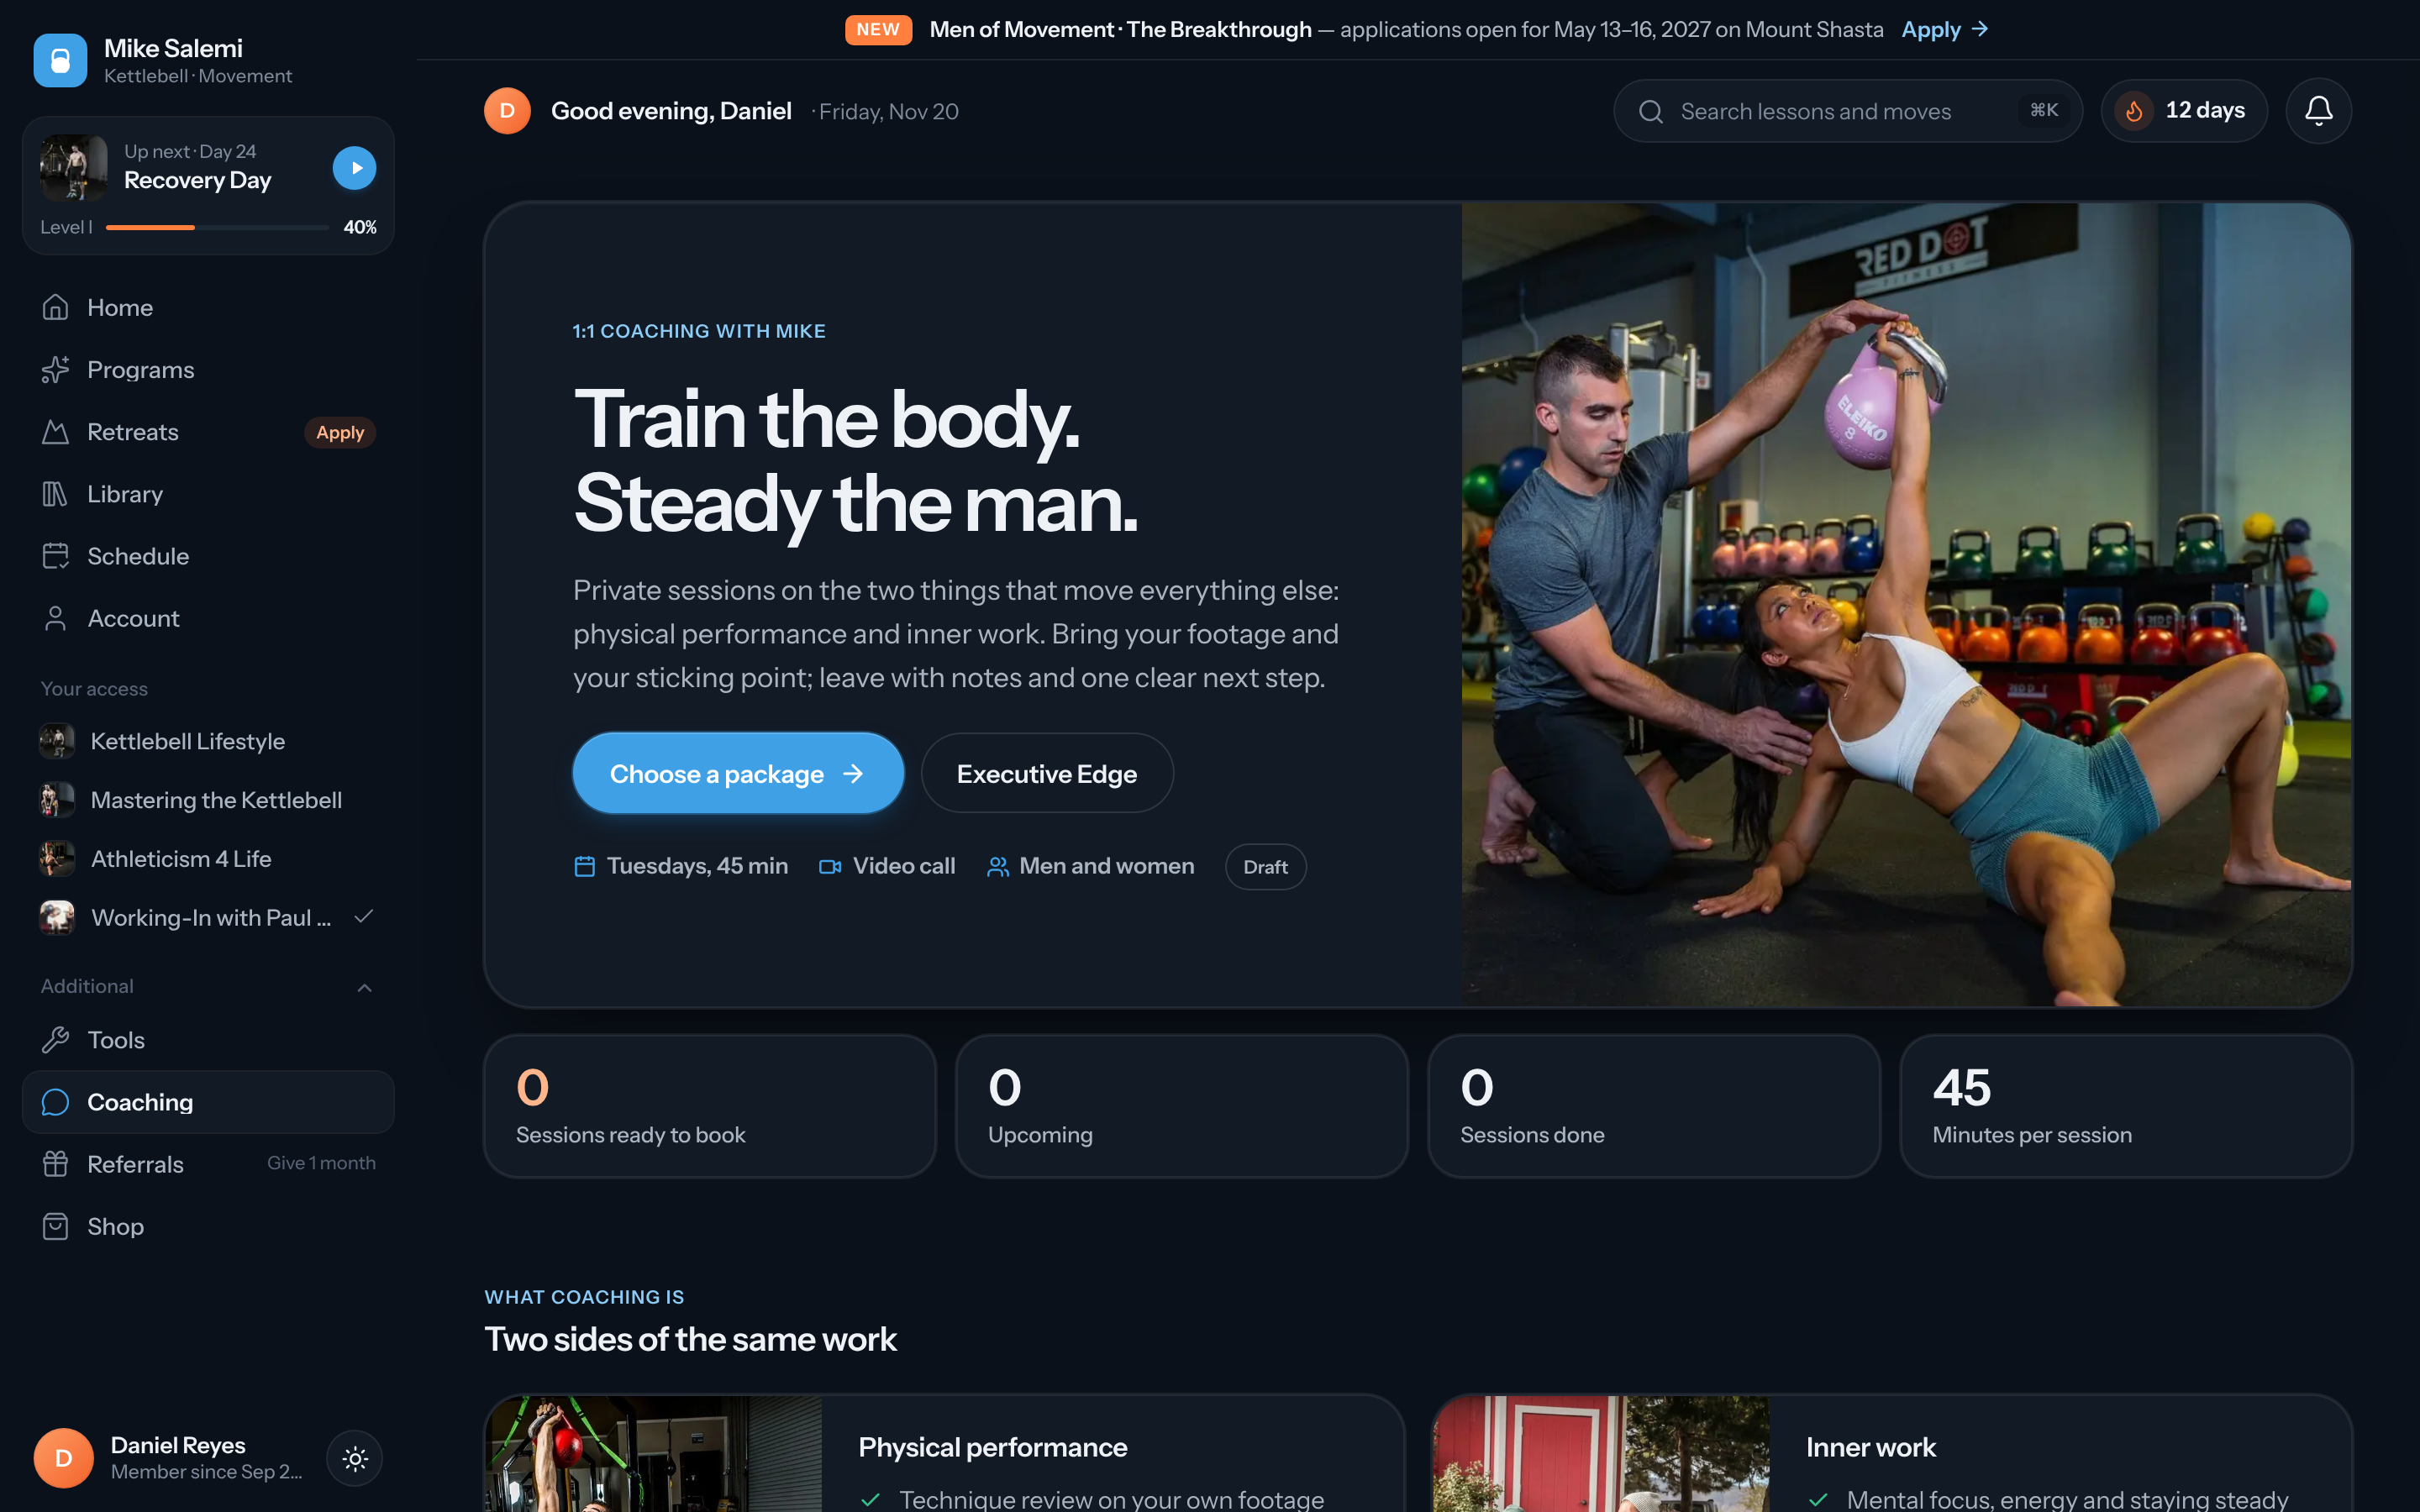 NEW Men of Movement · The Breakthrough — applications open for May 13–16, 2027 on Mount Shasta Apply →
Mike Salemi
Kettlebell · Movement
Up next · Day 24
Recovery Day
Level I 40%
Home
Programs
Retreats Apply
Library
Schedule
Account
Your access
Kettlebell Lifestyle
Mastering the Kettlebell
Athleticism 4 Life
Working-In with Paul ...
Additional
Tools
Coaching
Referrals Give 1 month
Shop
D Daniel Reyes
Member since Sep 2...
D Good evening, Daniel · Friday, Nov 20
Search lessons and moves ⌘K
12 days
1:1 COACHING WITH MIKE
Train the body.
Steady the man.
Private sessions on the two things that move everything else:
physical performance and inner work. Bring your footage and
your sticking point; leave with notes and one clear next step.
Choose a package →
Executive Edge
Tuesdays, 45 min Video call Men and women Draft
RED DOT
FITNESS
ELEIKO
8
0
Sessions ready to book
0
Upcoming
0
Sessions done
45
Minutes per session
WHAT COACHING IS
Two sides of the same work
Physical performance
Technique review on your own footage
Inner work
Mental focus, energy and staying steady